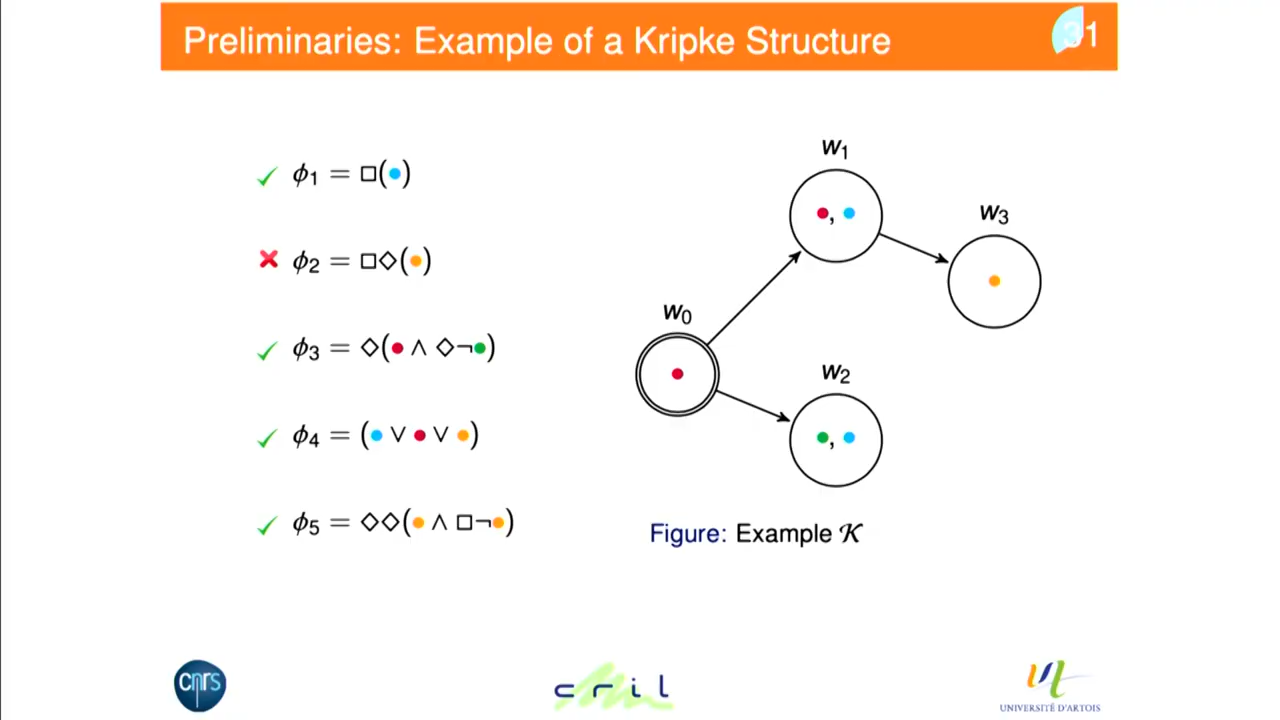 Preliminaries: Example of a Kripke Structure
31
ϕ1 = □(●)
ϕ2 = □◇(●)
ϕ3 = ◇(● ∧ ◇¬●)
ϕ4 = (● ∨ ● ∨ ●)
ϕ5 = ◇◇(● ∧ □¬●)
w1
●, ●
w3
●
w0
●
w2
●, ●
Figure: Example 𝒦
cnrs
cril
UNIVERSITÉ D'ARTOIS